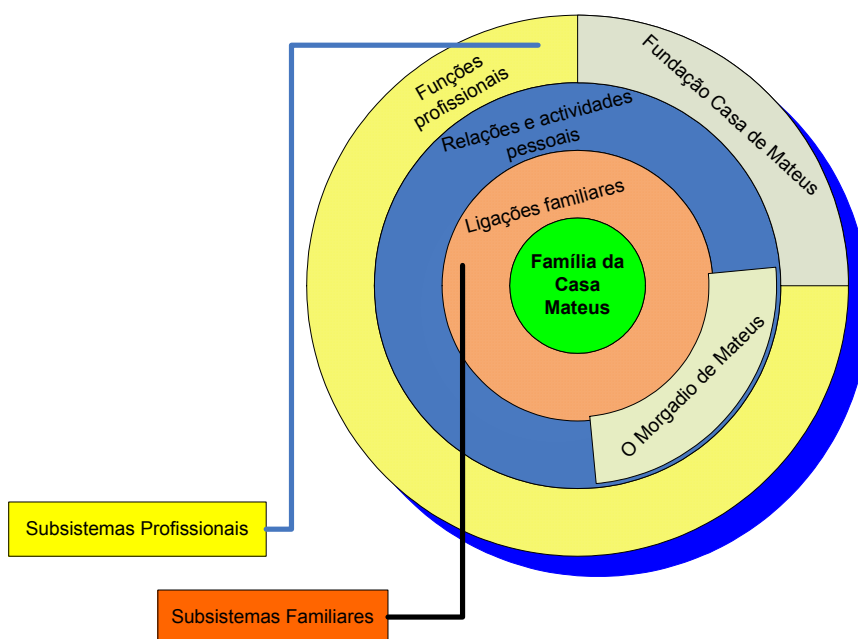 Funções
profissionais
Fundação Casa de Mateus
Relações e actividades
pessoais
Ligações familiares
Família da
Casa
Mateus
O Morgadio de Mateus
Subsistemas Profissionais
Subsistemas Familiares